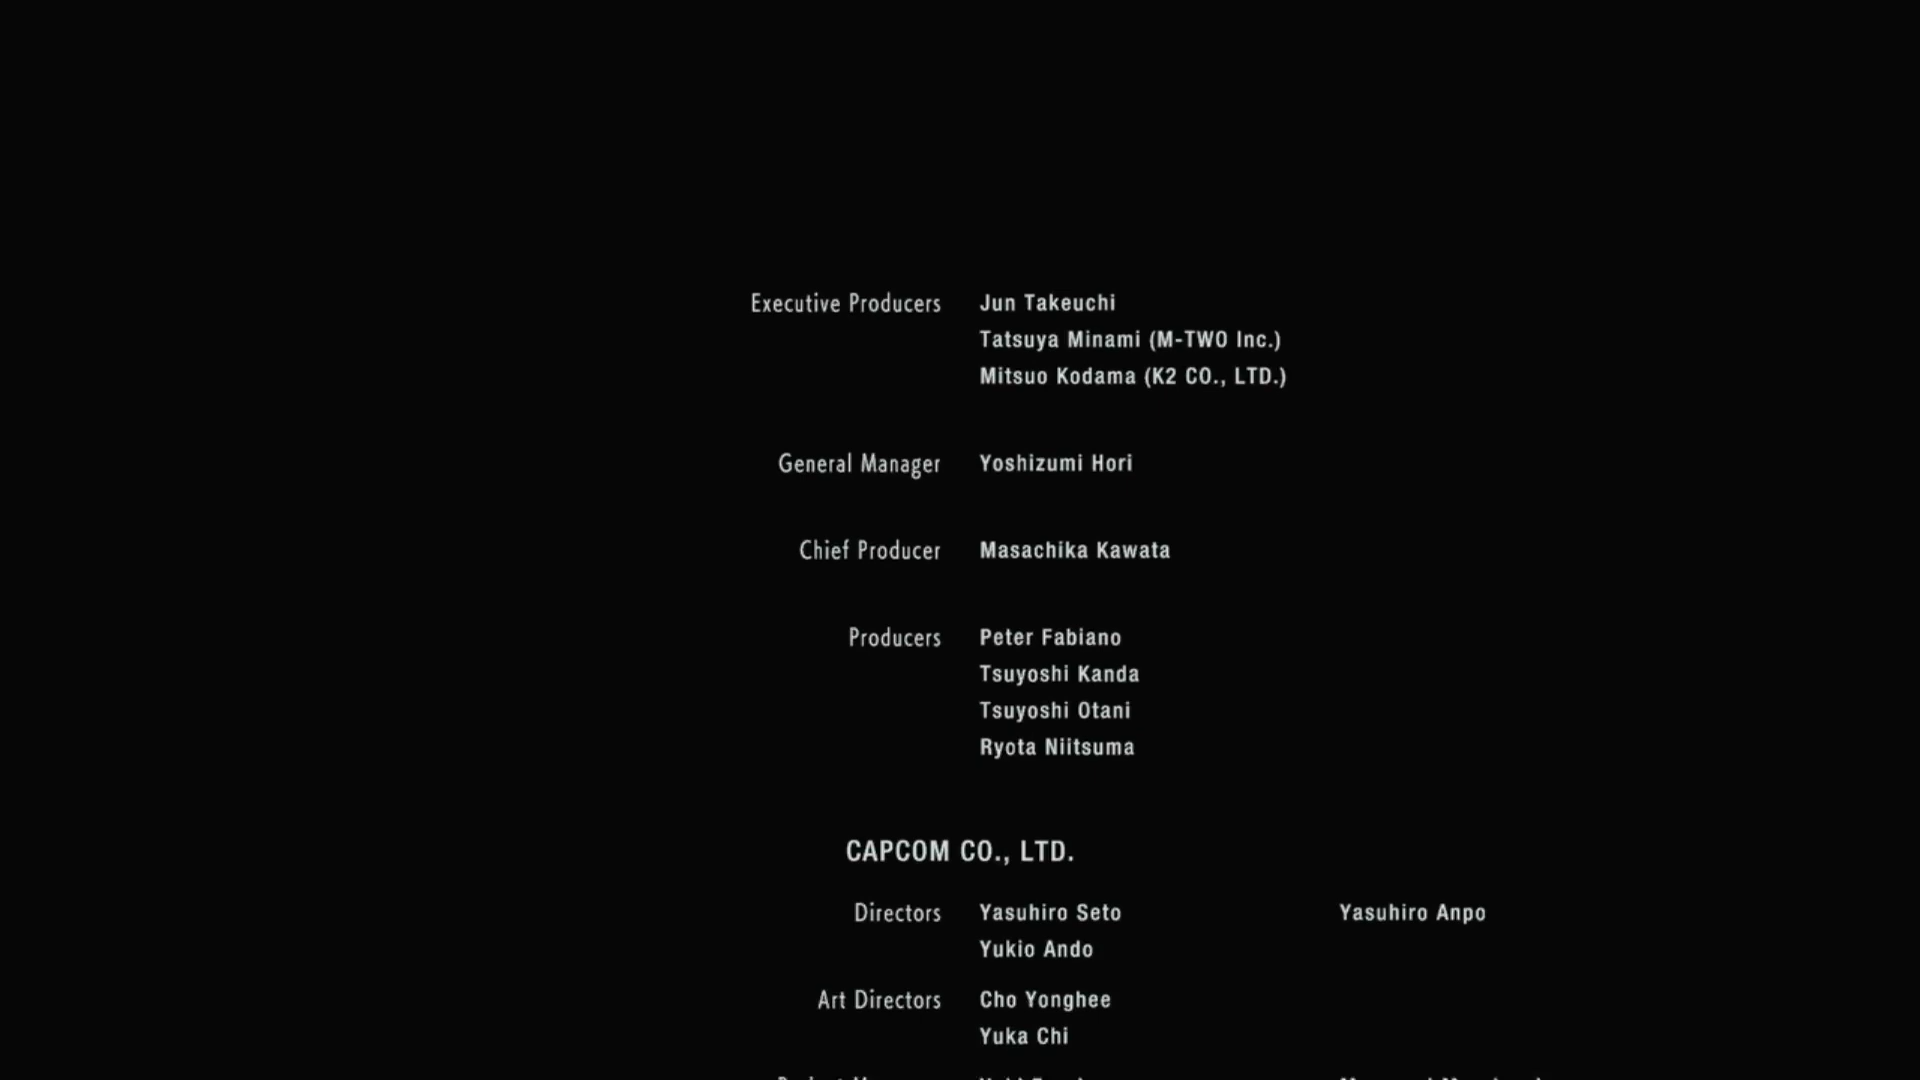 Executive Producers Jun Takeuchi
Tatsuya Minami (M-TWO Inc.)
Mitsuo Kodama (K2 CO., LTD.)
General Manager Yoshizumi Hori
Chief Producer Masachika Kawata
Producers Peter Fabiano
Tsuyoshi Kanda
Tsuyoshi Otani
Ryota Niitsuma
CAPCOM CO., LTD.
Directors Yasuhiro Seto Yasuhiro Anpo
Yukio Ando
Art Directors Cho Yonghee
Yuka Chi